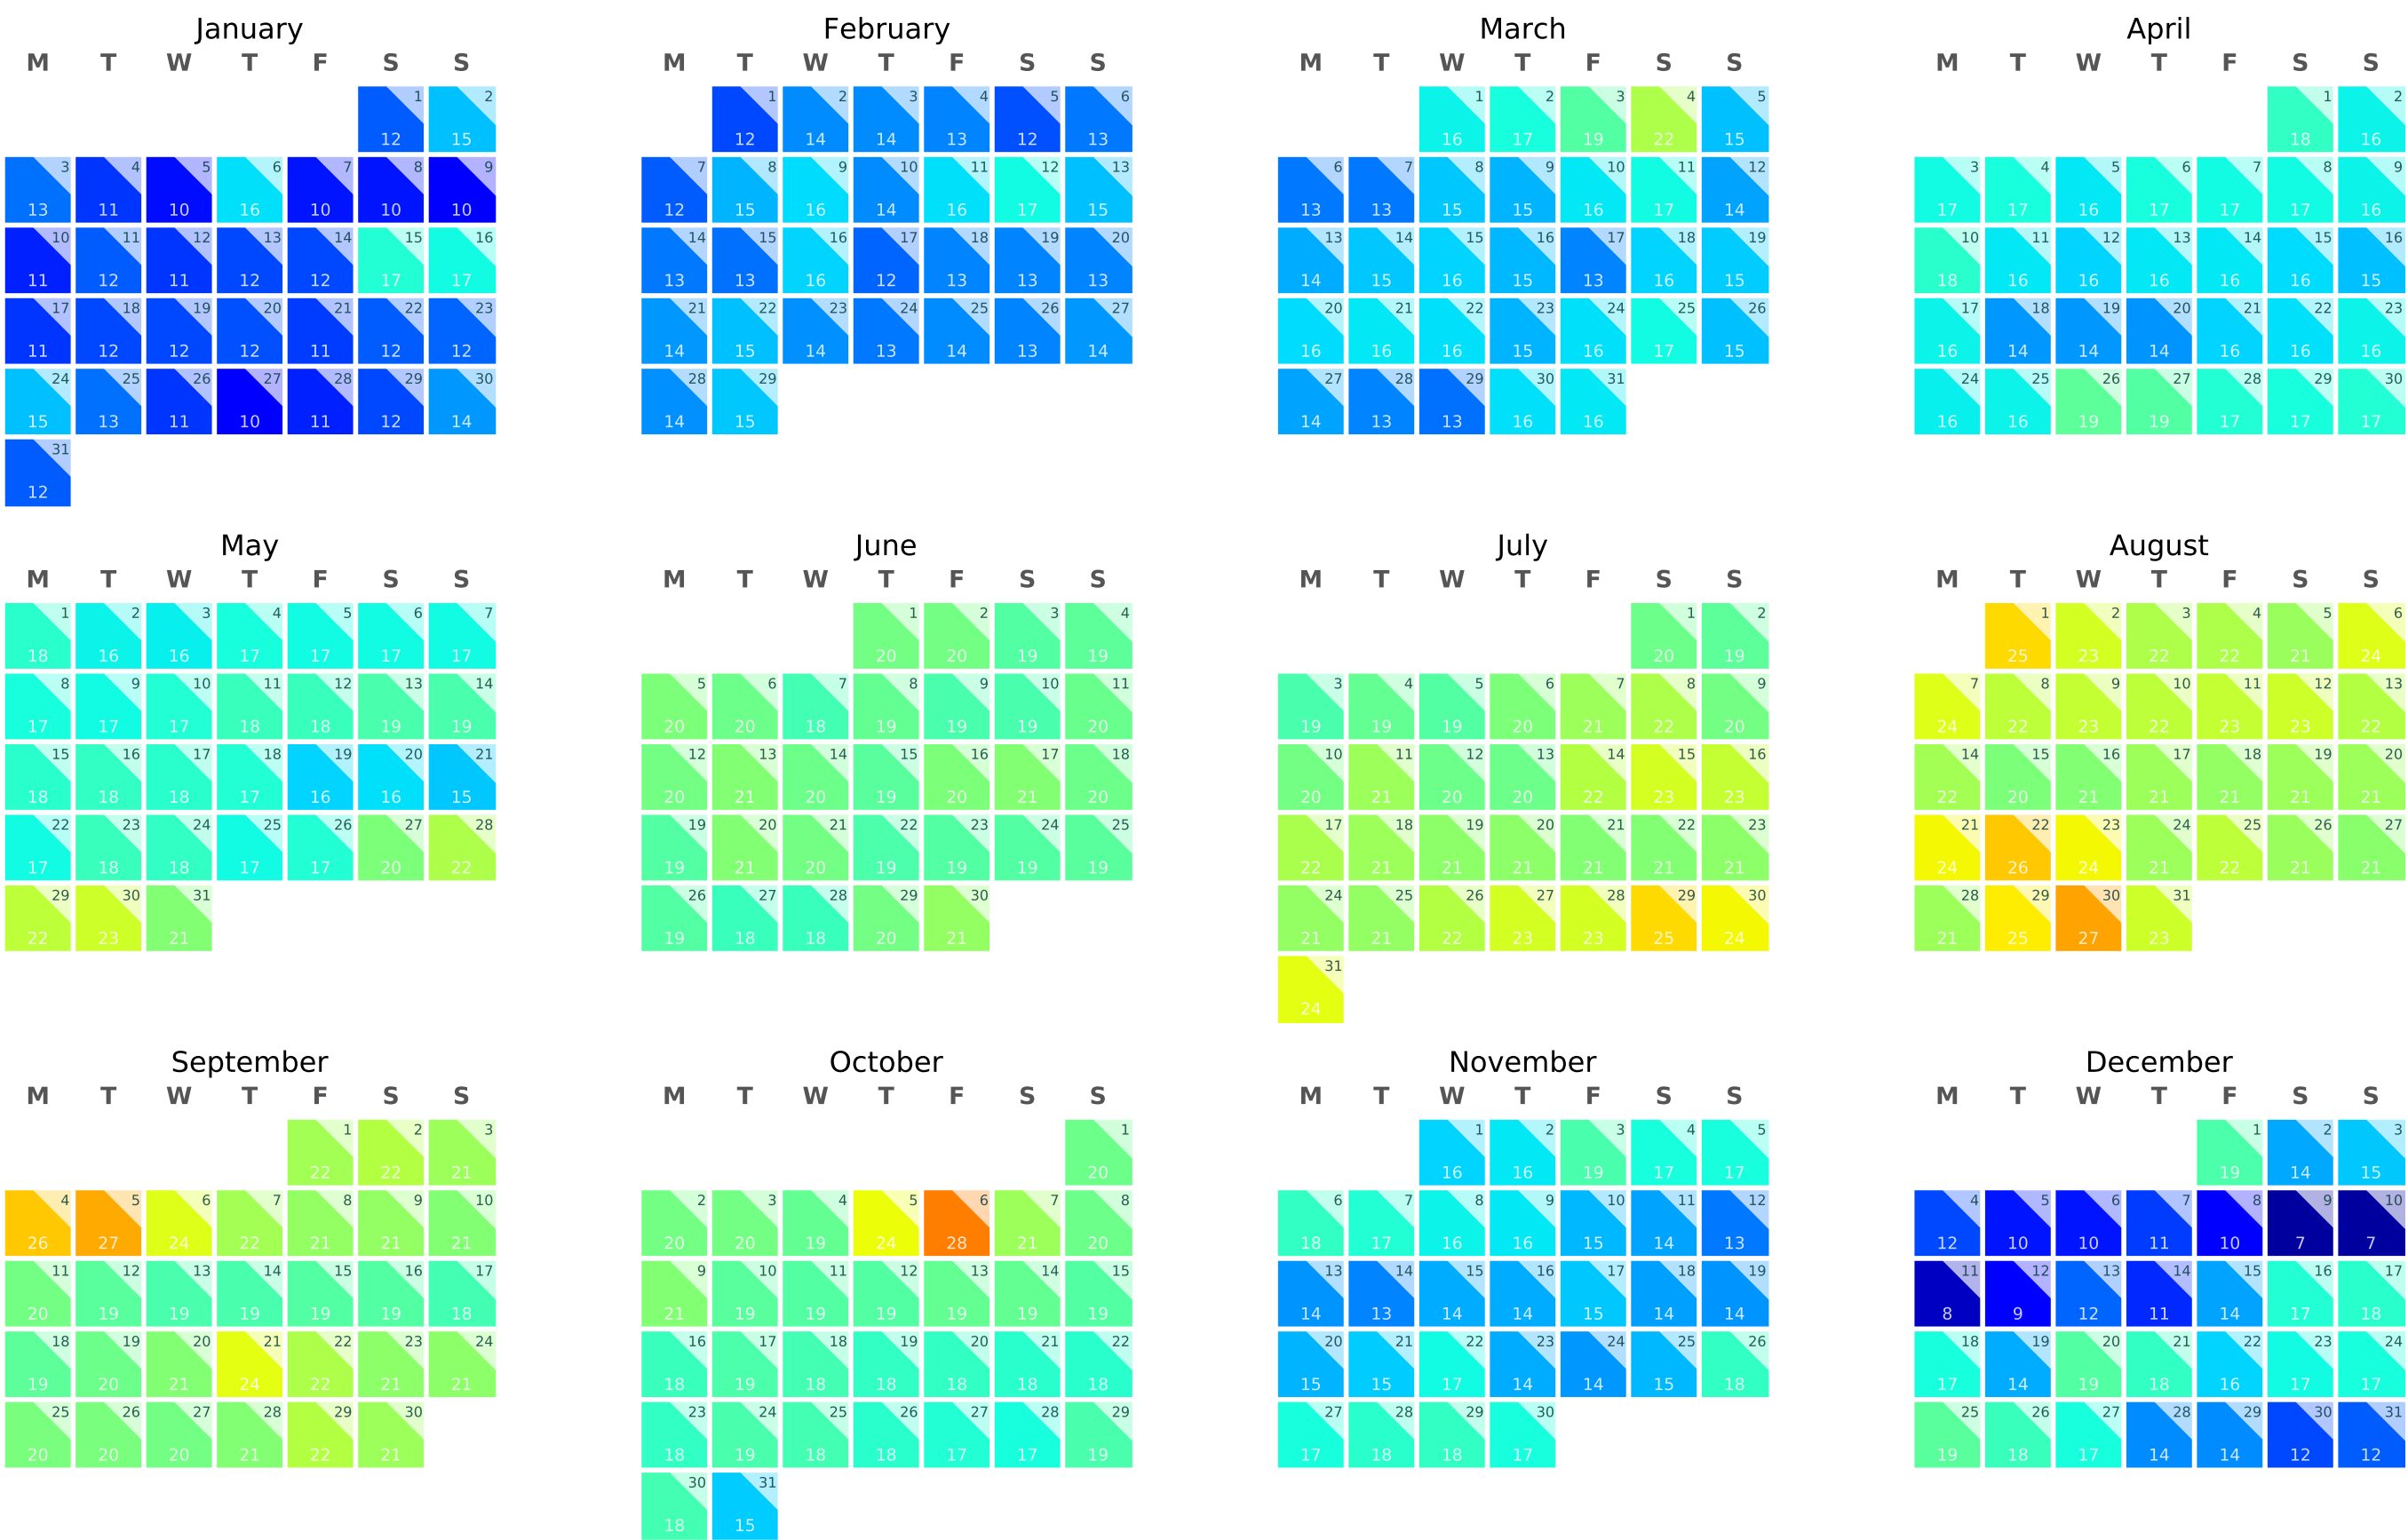 January February March April
M T W T F S S M T W T F S S M T W T F S S M T W T F S S
1 2 1 2 3 4 5 6 1 2 3 4 5 1 2
12 15 12 14 14 13 12 13 16 17 19 22 15 18 16
3 4 5 6 7 8 9 7 8 9 10 11 12 13 6 7 8 9 10 11 12 3 4 5 6 7 8 9
13 11 10 16 10 10 10 12 15 16 14 16 17 15 13 13 15 15 16 17 14 17 17 16 17 17 17 16
10 11 12 13 14 15 16 14 15 16 17 18 19 20 13 14 15 16 17 18 19 10 11 12 13 14 15 16
11 12 11 12 12 17 17 13 13 16 12 13 13 13 14 15 16 15 13 16 15 18 16 16 16 16 16 15
17 18 19 20 21 22 23 21 22 23 24 25 26 27 20 21 22 23 24 25 26 17 18 19 20 21 22 23
11 12 12 12 11 12 12 14 15 14 13 14 13 14 16 16 16 15 16 17 15 16 14 14 14 16 16 16
24 25 26 27 28 29 30 28 29 27 28 29 30 31 24 25 26 27 28 29 30
15 13 11 10 11 12 14 14 15 14 13 13 16 16 16 16 19 19 17 17 17
31
12
May June July August
M T W T F S S M T W T F S S M T W T F S S M T W T F S S
1 2 3 4 5 6 7 1 2 3 4 1 2 1 2 3 4 5 6
18 16 16 17 17 17 17 20 20 19 19 20 19 25 23 22 22 21 24
8 9 10 11 12 13 14 5 6 7 8 9 10 11 3 4 5 6 7 8 9 7 8 9 10 11 12 13
17 17 17 18 18 19 19 20 20 18 19 19 19 20 19 19 19 20 21 22 20 24 22 23 22 23 23 22
15 16 17 18 19 20 21 12 13 14 15 16 17 18 10 11 12 13 14 15 16 14 15 16 17 18 19 20
18 18 18 17 16 16 15 20 21 20 19 20 21 20 20 21 20 20 22 23 23 22 20 21 21 21 21 21
22 23 24 25 26 27 28 19 20 21 22 23 24 25 17 18 19 20 21 22 23 21 22 23 24 25 26 27
17 18 18 17 17 20 22 19 21 20 19 19 19 19 22 21 21 21 21 21 21 24 26 24 21 22 21 21
29 30 31 26 27 28 29 30 24 25 26 27 28 29 30 28 29 30 31
22 23 21 19 18 18 20 21 21 21 22 23 23 25 24 21 25 27 23
31
24
September October November December
M T W T F S S M T W T F S S M T W T F S S M T W T F S S
1 2 3 1 1 2 3 4 5 1 2 3
22 22 21 20 16 16 19 17 17 19 14 15
4 5 6 7 8 9 10 2 3 4 5 6 7 8 6 7 8 9 10 11 12 4 5 6 7 8 9 10
26 27 24 22 21 21 21 20 20 19 24 28 21 20 18 17 16 16 15 14 13 12 10 10 11 10 7 7
11 12 13 14 15 16 17 9 10 11 12 13 14 15 13 14 15 16 17 18 19 11 12 13 14 15 16 17
20 19 19 19 19 19 18 21 19 19 19 19 19 19 14 13 14 14 15 14 14 8 9 12 11 14 17 18
18 19 20 21 22 23 24 16 17 18 19 20 21 22 20 21 22 23 24 25 26 18 19 20 21 22 23 24
19 20 21 24 22 21 21 18 19 18 18 18 18 18 15 15 17 14 14 15 18 17 14 19 18 16 17 17
25 26 27 28 29 30 23 24 25 26 27 28 29 27 28 29 30 25 26 27 28 29 30 31
20 20 20 21 22 21 18 19 18 18 17 17 19 17 18 18 17 19 18 17 14 14 12 12
30 31
18 15